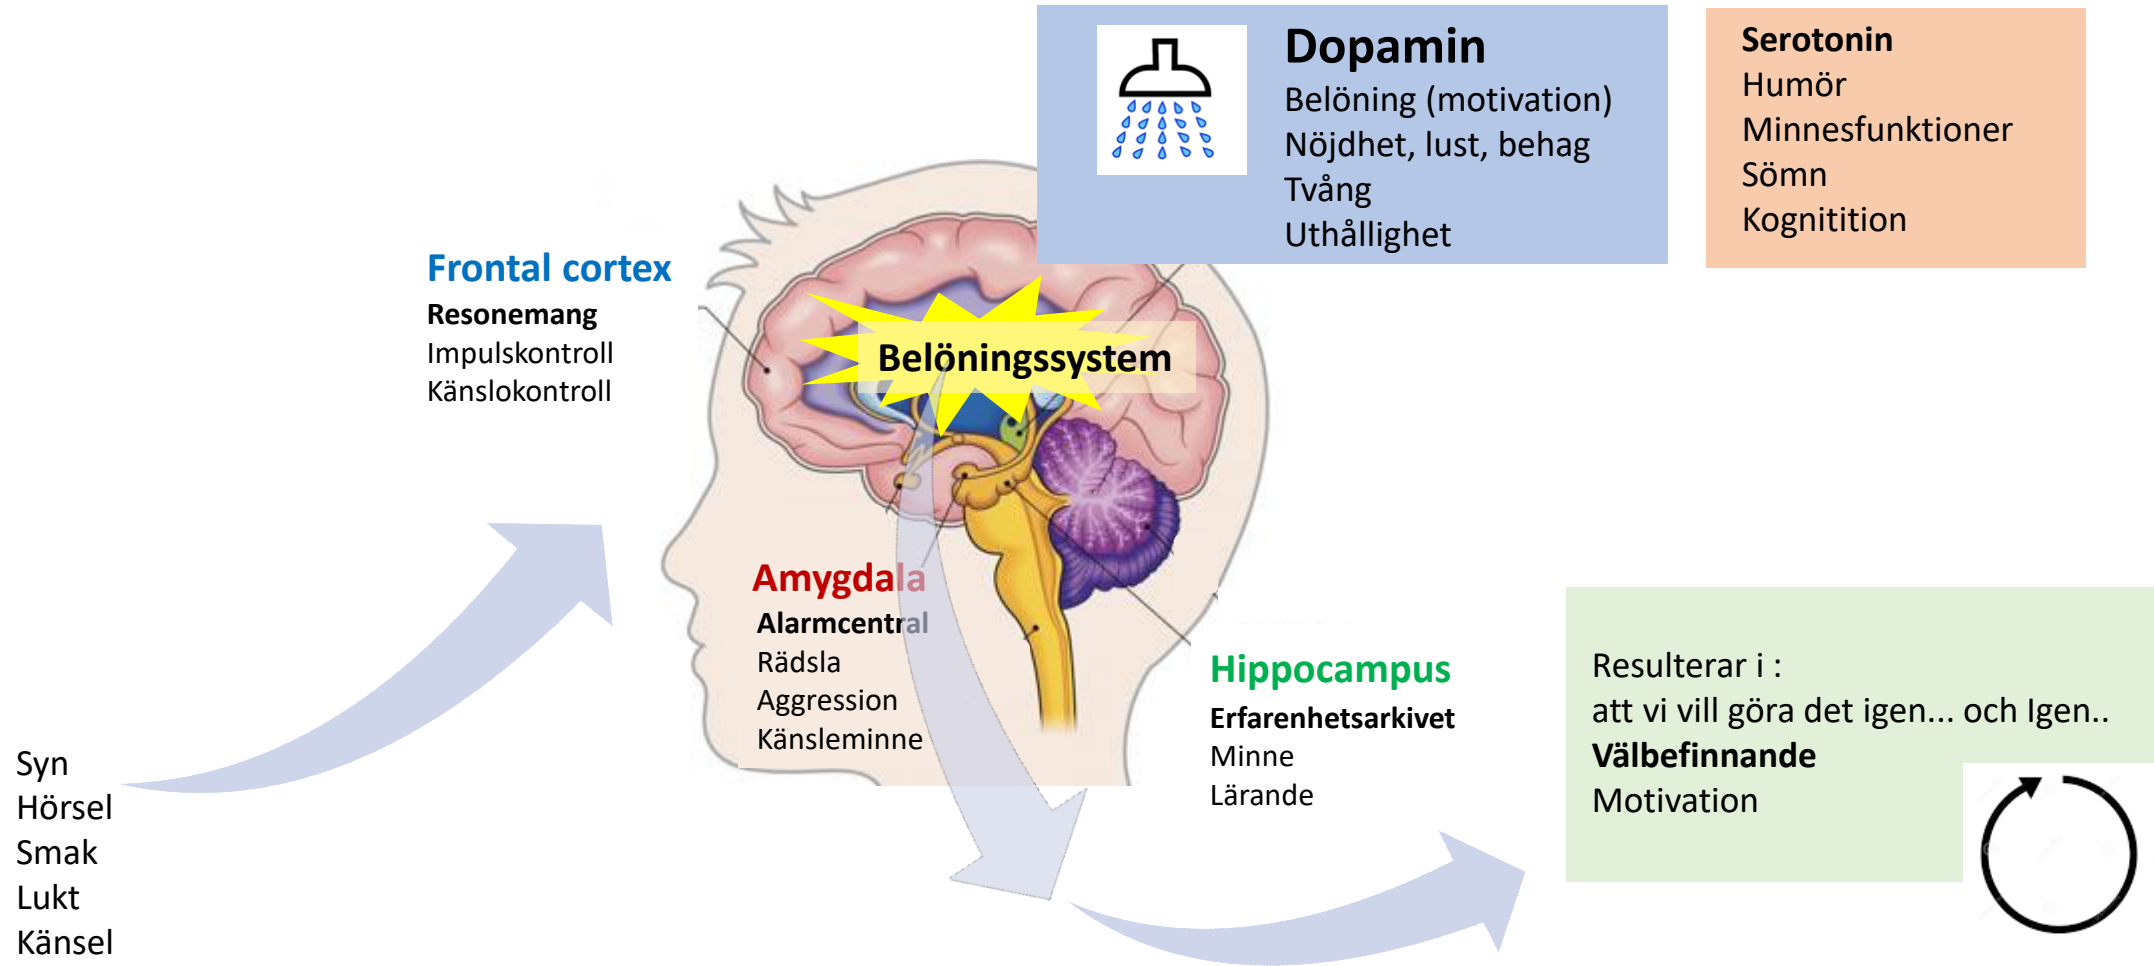 Dopamin
Belöning (motivation)
Nöjdhet, lust, behag
Tvång
Uthållighet
Serotonin
Humör
Minnesfunktioner
Sömn
Kognitition
Frontal cortex
Resonemang
Impulskontroll
Känslokontroll
Belöningssystem
Amygdala
Alarmcentral
Rädsla
Aggression
Känsleminne
Hippocampus
Erfarenhetsarkivet
Minne
Lärande
Syn
Hörsel
Smak
Lukt
Känsel
Resulterar i :
att vi vill göra det igen... och Igen..
Välbefinnande
Motivation